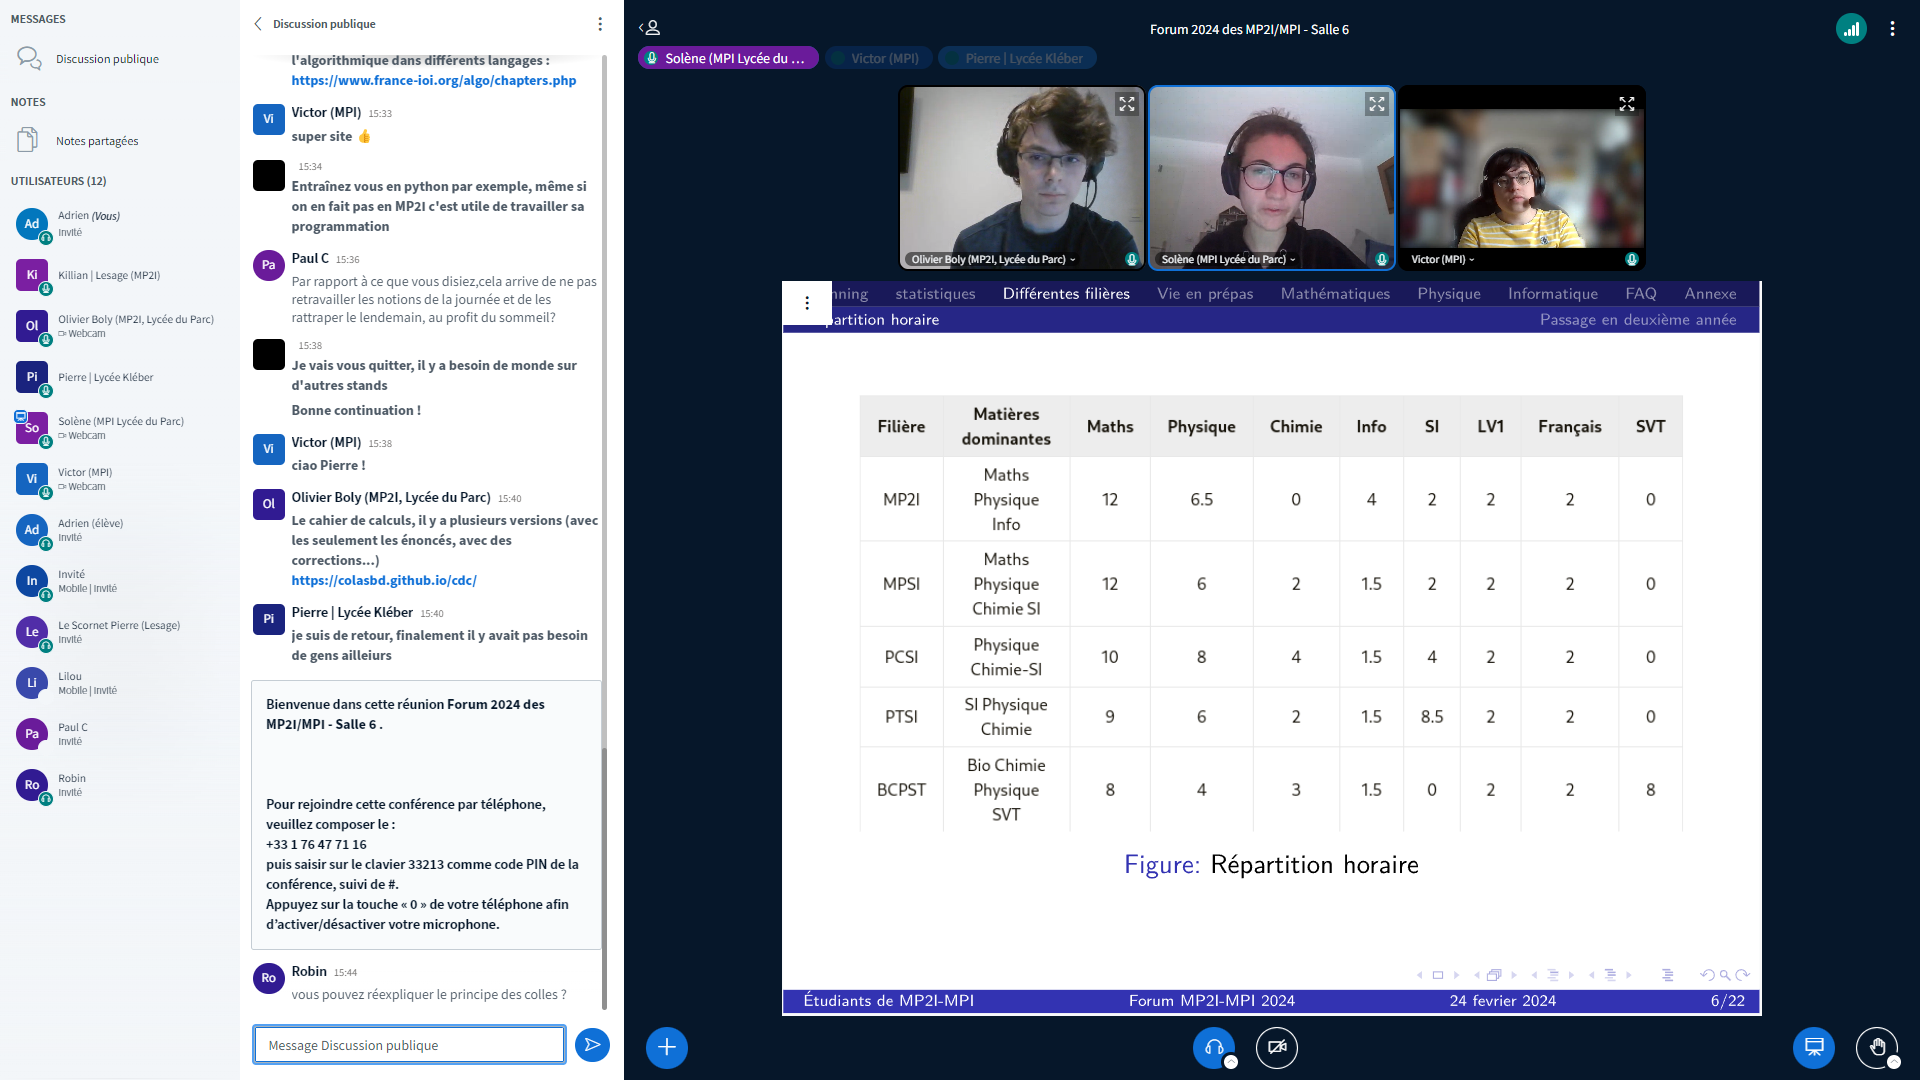 MESSAGES
Discussion publique
NOTES
Notes partagées
UTILISATEURS (12)
Ad
Adrien (Vous)
Invité
Ki
Killian | Lesage (MP2I)
Ol
Olivier Boly (MP2I, Lycée du Parc)
Webcam
Pi
Pierre | Lycée Kléber
So
Solène (MPI Lycée du Parc)
Webcam
Vi
Victor (MPI)
Webcam
Ad
Adrien (élève)
Invité
In
Invité
Mobile | Invité
Le
Le Scornet Pierre (Lesage)
Invité
Li
Lilou
Mobile | Invité
Pa
Paul C
Invité
Ro
Robin
Invité
Discussion publique
l'algorithmique dans différents langages :
https://www.france-ioi.org/algo/chapters.php
Vi
Victor (MPI) 15:33
super site 👍
15:34
Entraînez vous en python par exemple, même si
on en fait pas en MP2I c'est utile de travailler sa
programmation
Pa
Paul C 15:36
Par rapport à ce que vous disiez,cela arrive de ne pas
retravailler les notions de la journée et de les
rattraper le lendemain, au profit du sommeil?
15:38
Je vais vous quitter, il y a besoin de monde sur
d'autres stands
Bonne continuation !
Vi
Victor (MPI) 15:38
ciao Pierre !
Ol
Olivier Boly (MP2I, Lycée du Parc) 15:40
Le cahier de calculs, il y a plusieurs versions (avec
les seulement les énoncés, avec des
corrections...)
https://colasbd.github.io/cdc/
Pi
Pierre | Lycée Kléber 15:40
je suis de retour, finalement il y avait pas besoin
de gens ailleiurs
Bienvenue dans cette réunion Forum 2024 des
MP2I/MPI - Salle 6 .
Pour rejoindre cette conférence par téléphone,
veuillez composer le :
+33 1 76 47 71 16
puis saisir sur le clavier 33213 comme code PIN de la
conférence, suivi de #.
Appuyez sur la touche « 0 » de votre téléphone afin
d’activer/désactiver votre microphone.
Ro
Robin 15:44
vous pouvez réexpliquer le principe des colles ?
Message Discussion publique
Forum 2024 des MP2I/MPI - Salle 6
Solène (MPI Lycée du ... Victor (MPI) Pierre | Lycée Kléber
Olivier Boly (MP2I, Lycée du Parc) Solène (MPI Lycée du Parc) Victor (MPI)
nning statistiques Différentes filières Vie en prépas Mathématiques Physique Informatique FAQ Annexe
partition horaire Passage en deuxième année
Filière Matières dominantes Maths Physique Chimie Info SI LV1 Français SVT
MP2I Maths Physique Info 12 6.5 0 4 2 2 2 0
MPSI Maths Physique Chimie SI 12 6 2 1.5 2 2 2 0
PCSI Physique Chimie-SI 10 8 4 1.5 4 2 2 0
PTSI SI Physique Chimie 9 6 2 1.5 8.5 2 2 0
BCPST Bio Chimie Physique SVT 8 4 3 1.5 0 2 2 8
Figure: Répartition horaire
Étudiants de MP2I-MPI Forum MP2I-MPI 2024 24 fevrier 2024 6/22